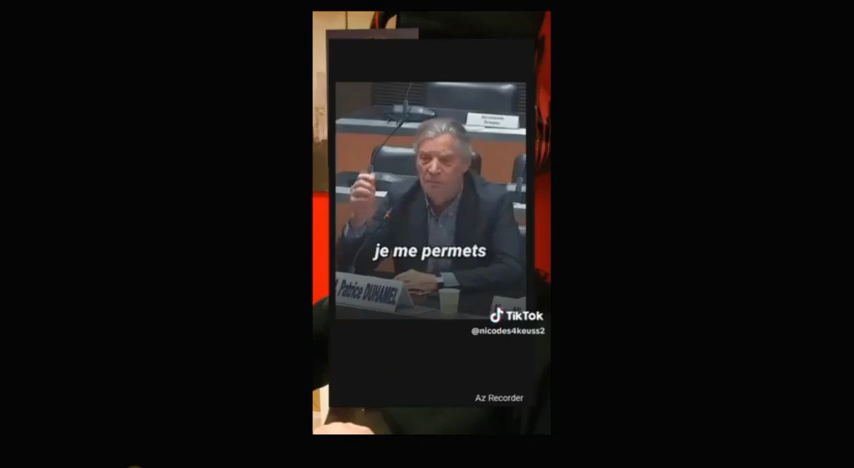 je me permets
Patrice DUHAMEL
TikTok
@nicodes4keuss2
Az Recorder